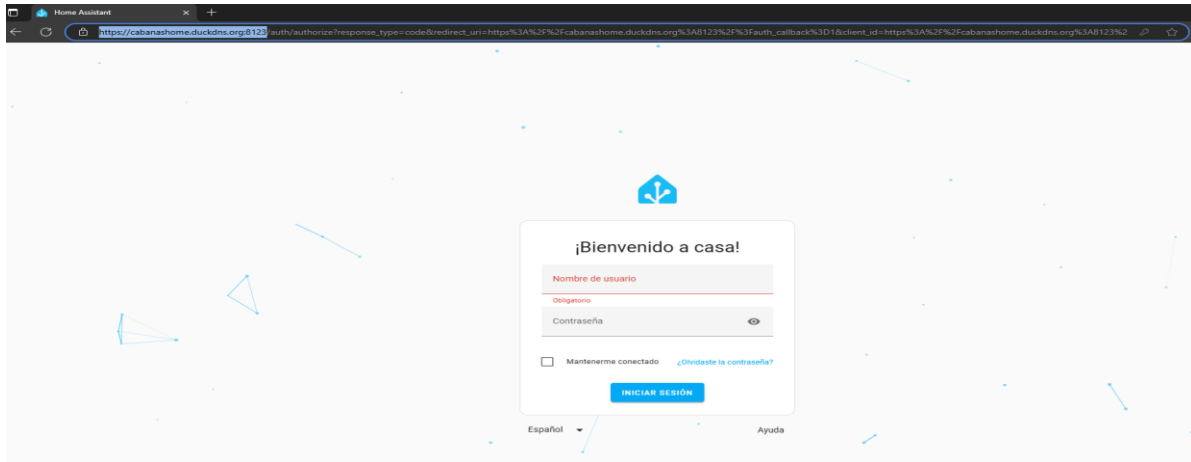 Home Assistant
https://cabanashome.duckdns.org:8123/auth/authorize?response_type=code&redirect_uri=https%3A%2F%2Fcabanashome.duckdns.org%3A8123%2F%3Fauth_callback%3D1&client_id=https%3A%2F%2Fcabanashome.duckdns.org%3A8123%2
¡Bienvenido a casa!
Nombre de usuario
Obligatorio
Contraseña
Mantenerme conectado ¿Olvidaste la contraseña?
INICIAR SESIÓN
Español Ayuda